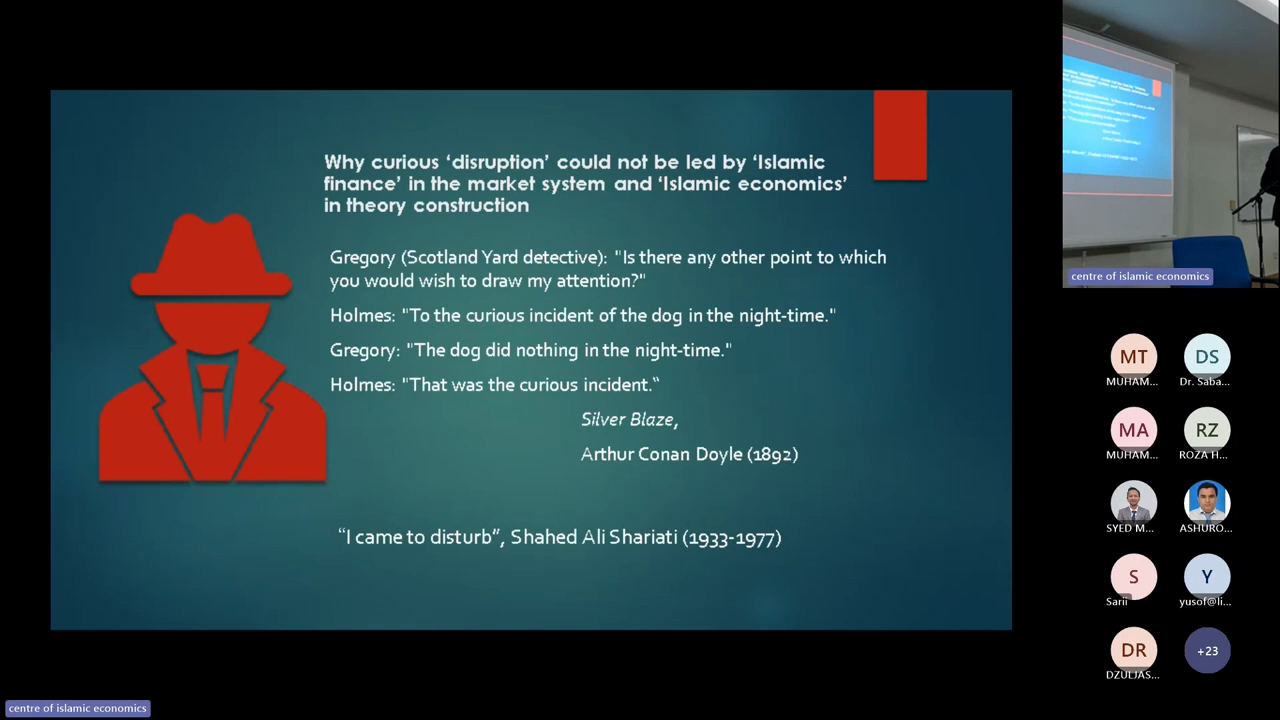 Why curious ‘disruption’ could not be led by ‘Islamic
finance’ in the market system and ‘Islamic economics’
in theory construction
Gregory (Scotland Yard detective): "Is there any other point to which
you would wish to draw my attention?"
Holmes: "To the curious incident of the dog in the night-time."
Gregory: "The dog did nothing in the night-time."
Holmes: "That was the curious incident.“
Silver Blaze,
Arthur Conan Doyle (1892)
“I came to disturb”, Shahed Ali Shariati (1933-1977)
centre of islamic economics
centre of islamic economics
MT
MUHAM...
DS
Dr. Saba...
MA
MUHAM...
RZ
ROZA H...
SYED M...
ASHURO...
S
Sarii
Y
yusof@li...
DR
DZULJAS...
+23